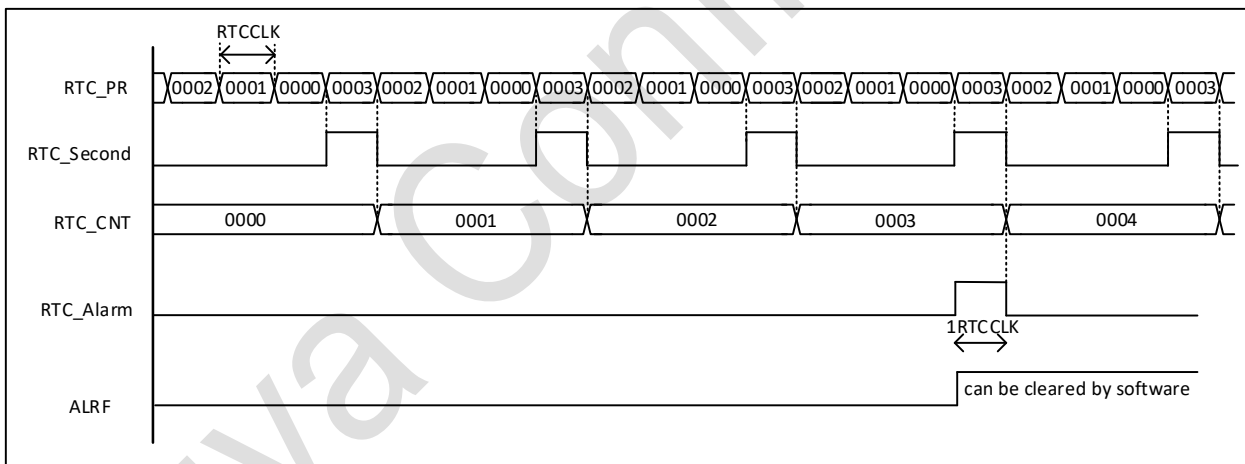 RTCCLK
RTC_PR 0002 0001 0000 0003 0002 0001 0000 0003 0002 0001 0000 0003 0002 0001 0000 0003 0002 0001 0000 0003
RTC_Second
RTC_CNT 0000 0001 0002 0003 0004
RTC_Alarm
1RTCCLK
can be cleared by software
ALRF